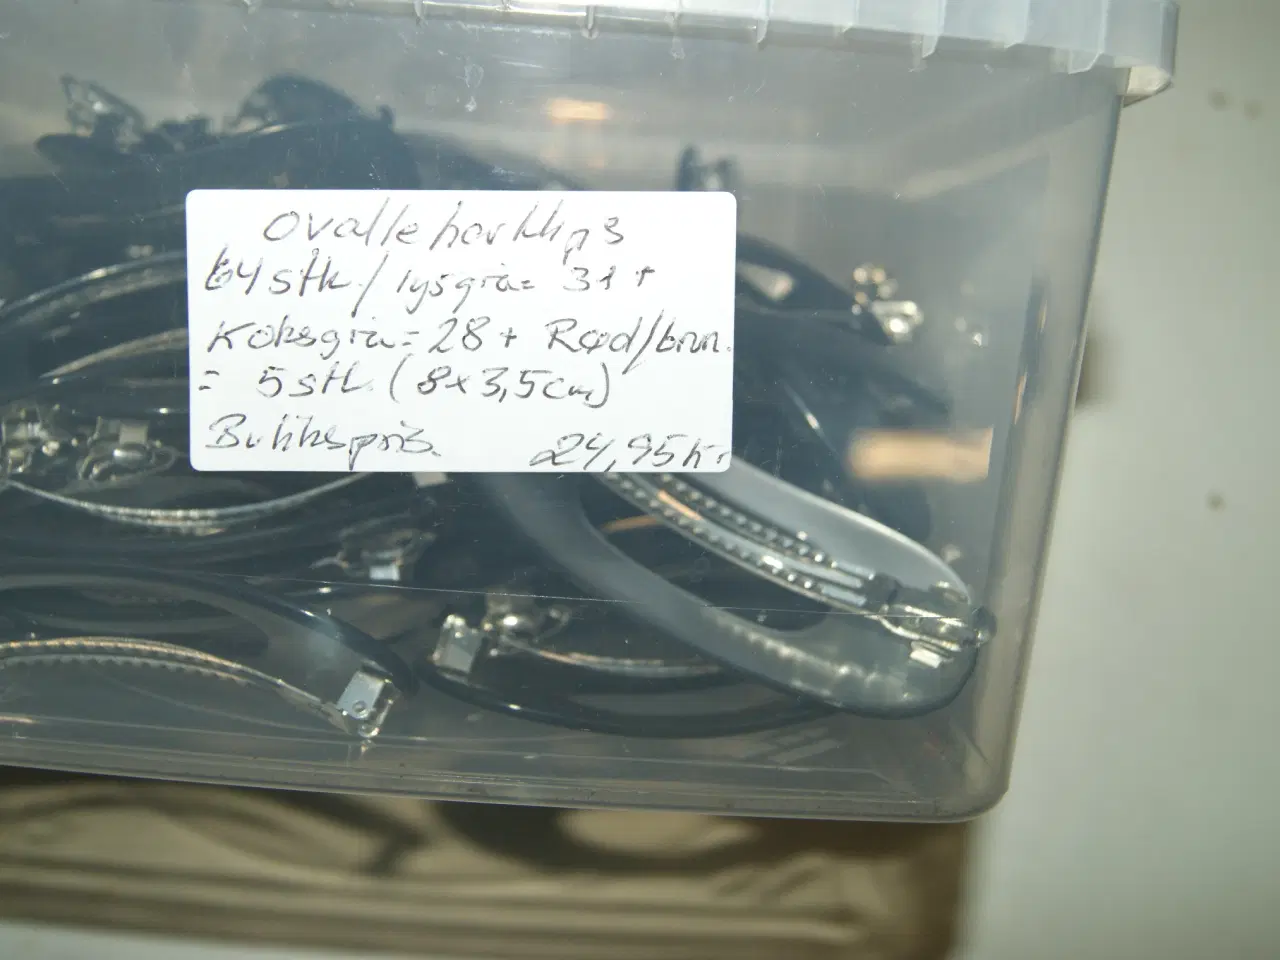 Ovalle hårklips
64 stk./lysgrå= 31 +
Koksgrå= 28 + Rød/brun.
= 5 stk. (8x3,5cm)
Butikspris. 24,95 kr.